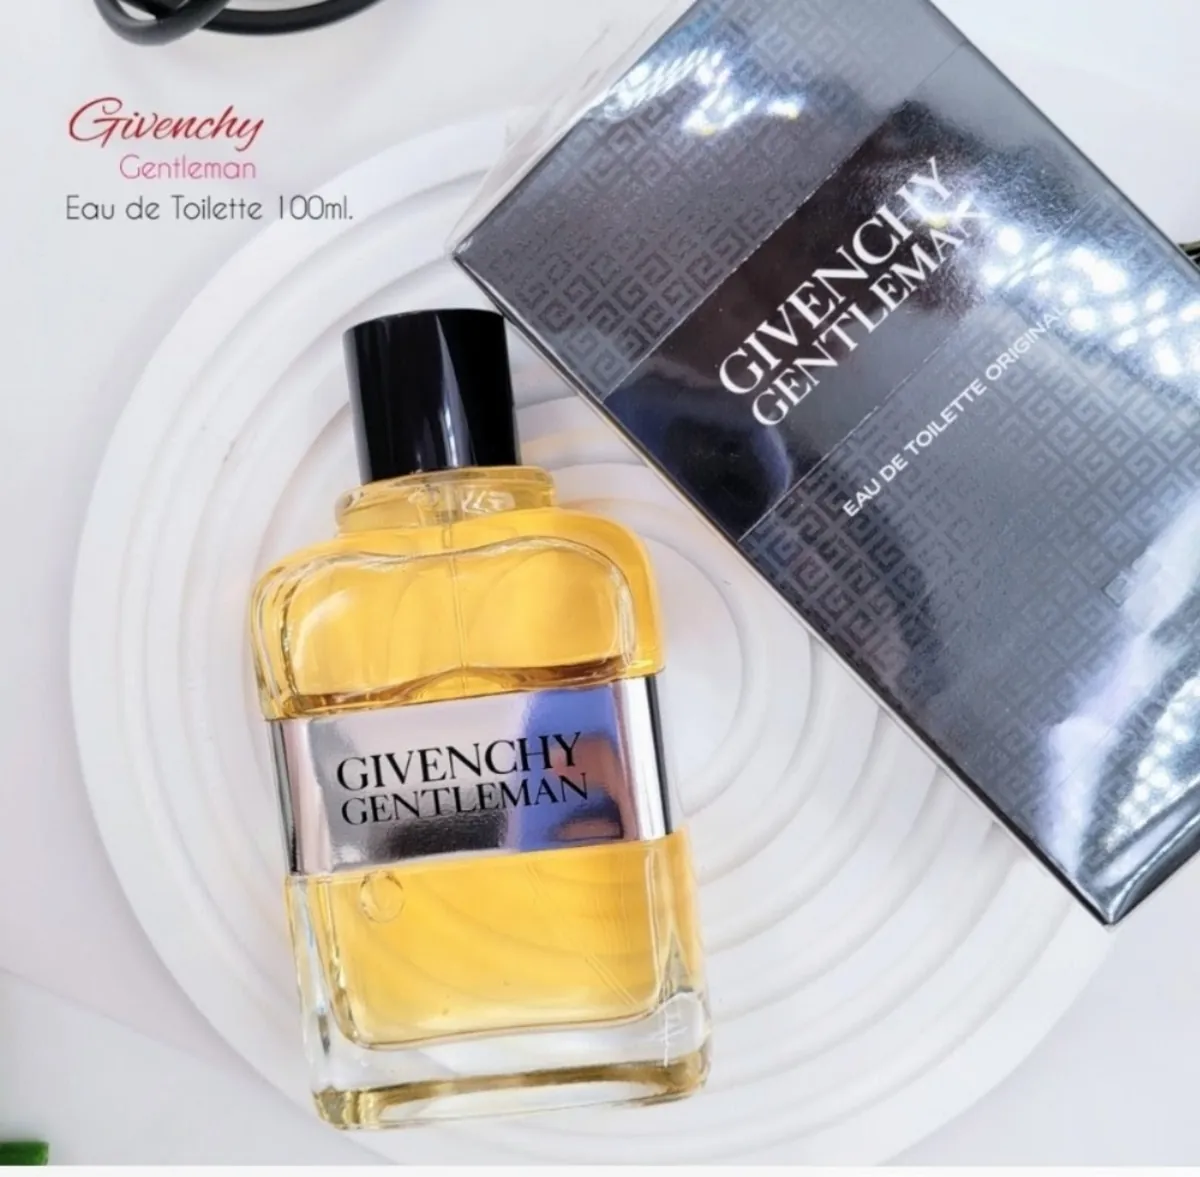 Givenchy
Gentleman
Eau de Toilette 100ml.
GIVENCHY
GENTLEMAN
EAU DE TOILETTE ORIGINAL
GIVENCHY
GENTLEMAN